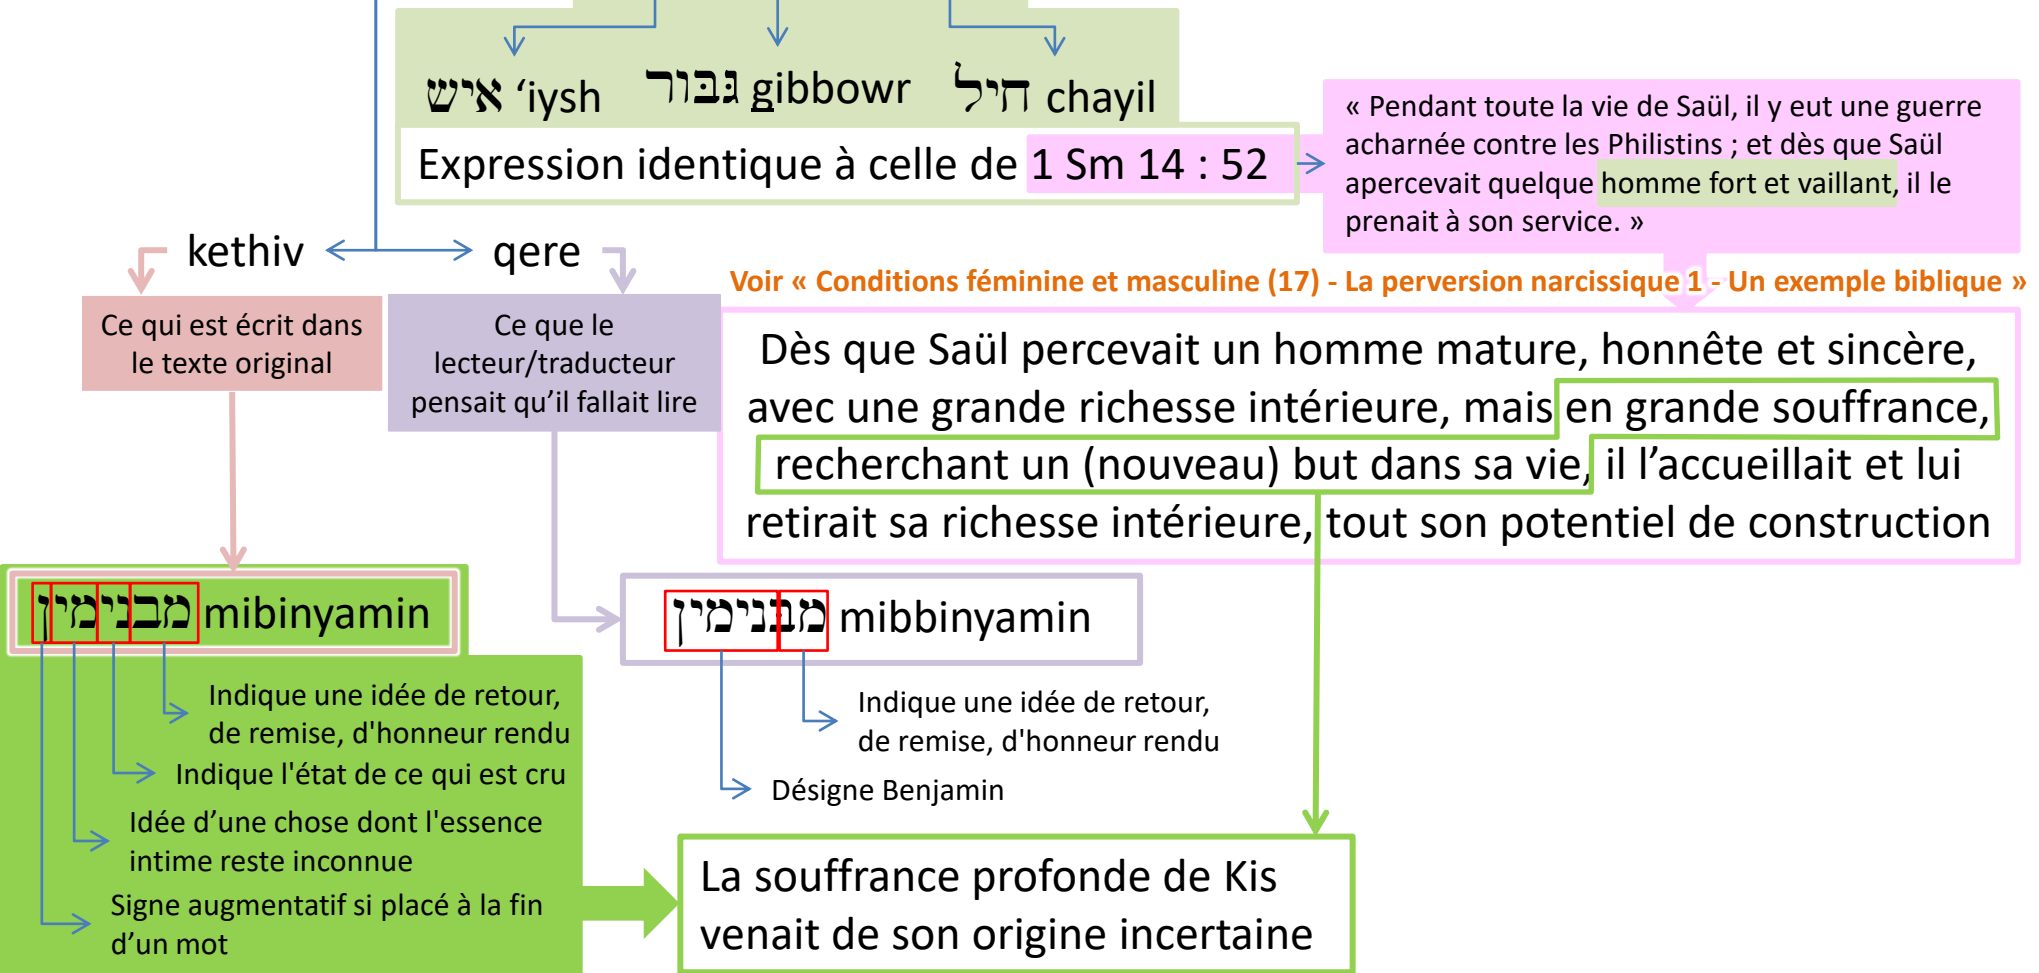 איש ‘iysh
גּבּור gibbowr
חיל chayil
Expression identique à celle de 1 Sm 14 : 52
« Pendant toute la vie de Saül, il y eut une guerre
acharnée contre les Philistins ; et dès que Saül
apercevait quelque homme fort et vaillant, il le
prenait à son service. »
kethiv
qere
Voir « Conditions féminine et masculine (17) - La perversion narcissique 1 - Un exemple biblique »
Ce qui est écrit dans
le texte original
Ce que le
lecteur/traducteur
pensait qu’il fallait lire
Dès que Saül percevait un homme mature, honnête et sincère,
avec une grande richesse intérieure, mais en grande souffrance,
recherchant un (nouveau) but dans sa vie, il l’accueillait et lui
retirait sa richesse intérieure, tout son potentiel de construction
מבנימין mibinyamin
Indique une idée de retour,
de remise, d'honneur rendu
Indique l'état de ce qui est cru
Idée d’une chose dont l'essence
intime reste inconnue
Signe augmentatif si placé à la fin
d’un mot
מבּנימין mibbinyamin
Indique une idée de retour,
de remise, d'honneur rendu
Désigne Benjamin
La souffrance profonde de Kis
venait de son origine incertaine